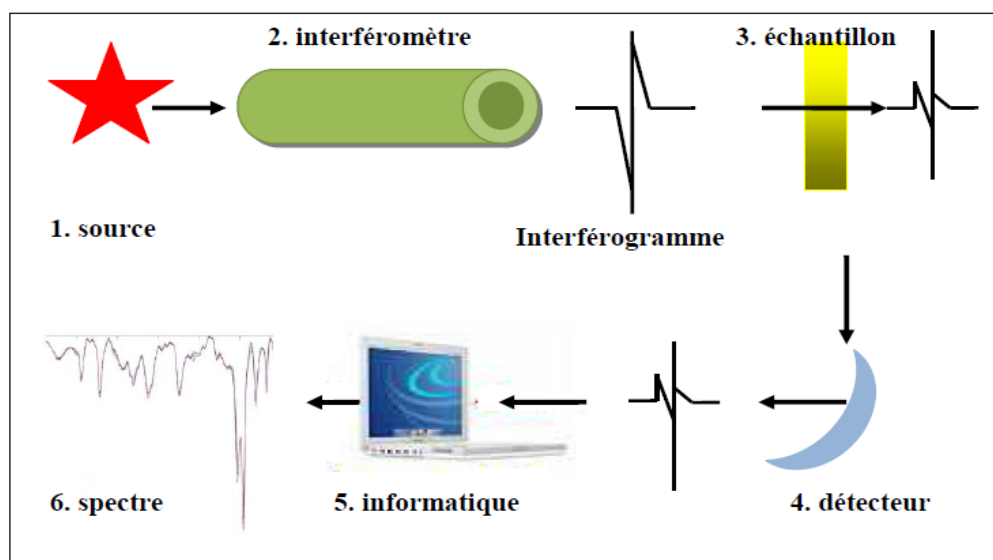 2. interféromètre
3. échantillon
1. source
Interférogramme
6. spectre
5. informatique
4. détecteur